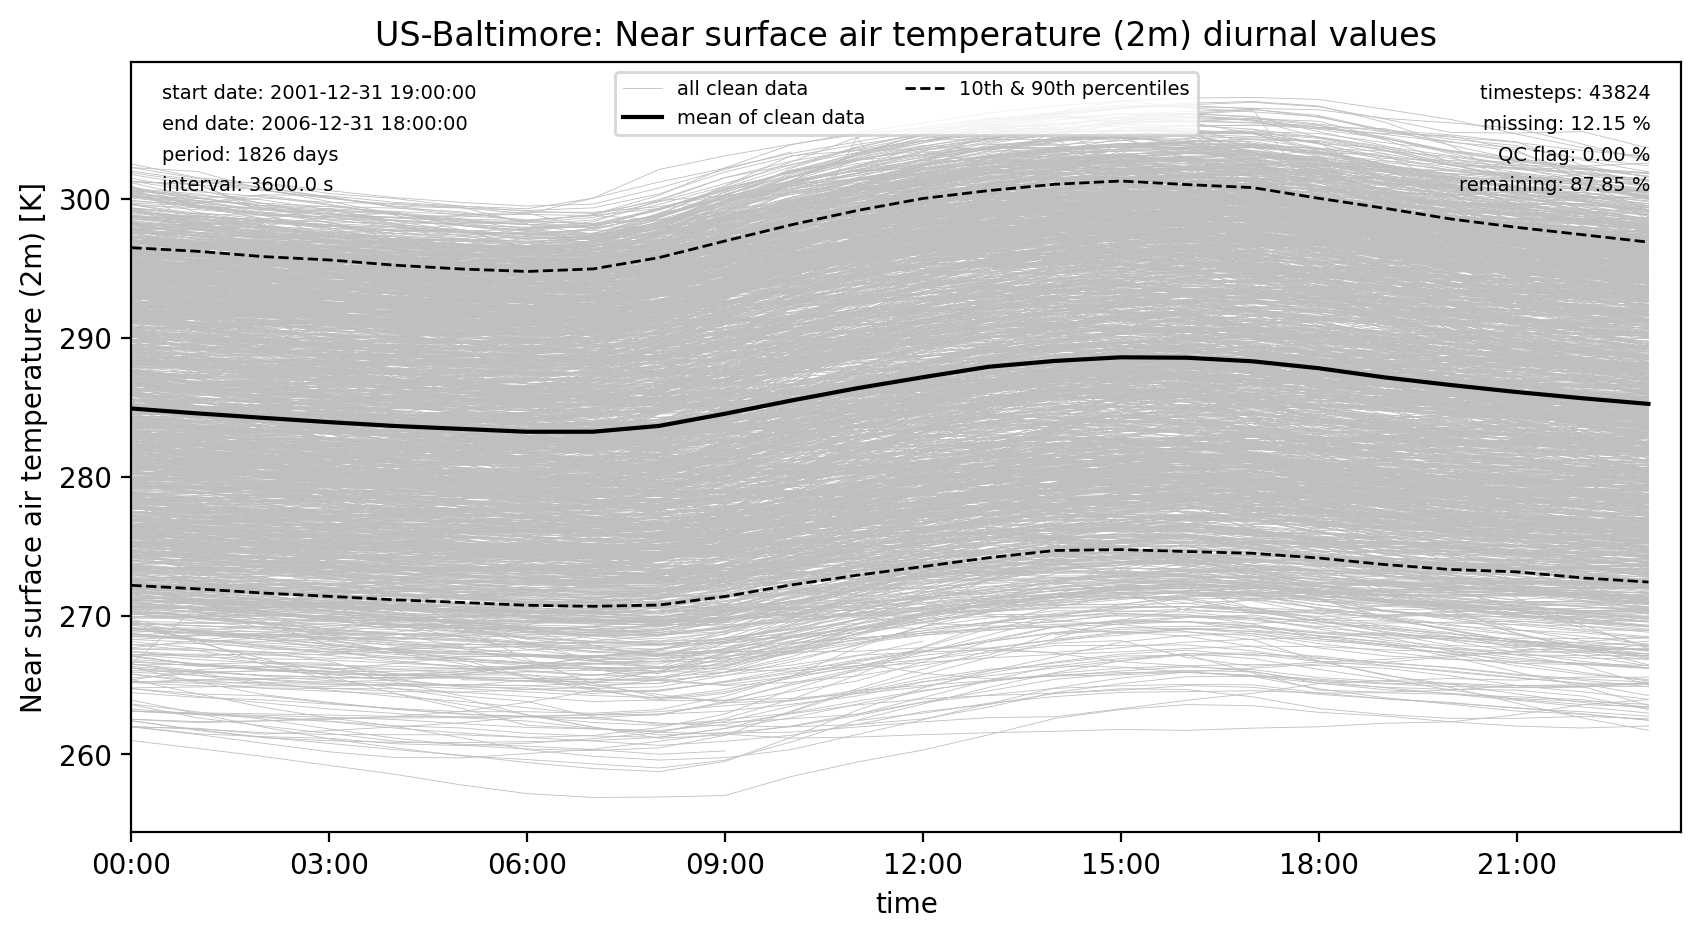 US-Baltimore: Near surface air temperature (2m) diurnal values
start date: 2001-12-31 19:00:00
end date: 2006-12-31 18:00:00
period: 1826 days
interval: 3600.0 s
all clean data
mean of clean data
10th & 90th percentiles
timesteps: 43824
missing: 12.15 %
QC flag: 0.00 %
remaining: 87.85 %
Near surface air temperature (2m) [K]
300
290
280
270
260
00:00 03:00 06:00 09:00 12:00 15:00 18:00 21:00
time